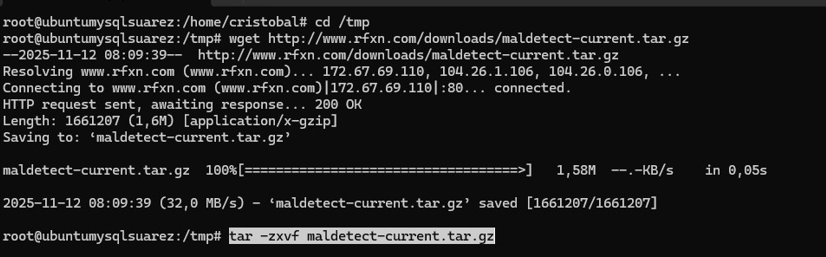 root@ubuntumysqlsuarez:/home/cristobal# cd /tmp
root@ubuntumysqlsuarez:/tmp# wget http://www.rfxn.com/downloads/maldetect-current.tar.gz
--2025-11-12 08:09:39--  http://www.rfxn.com/downloads/maldetect-current.tar.gz
Resolving www.rfxn.com (www.rfxn.com)... 172.67.69.110, 104.26.1.106, 104.26.0.106, ...
Connecting to www.rfxn.com (www.rfxn.com)|172.67.69.110|:80... connected.
HTTP request sent, awaiting response... 200 OK
Length: 1661207 (1,6M) [application/x-gzip]
Saving to: ‘maldetect-current.tar.gz’
maldetect-current.tar.gz  100%[===================================>]   1,58M  --.-KB/s    in 0,05s
2025-11-12 08:09:39 (32,0 MB/s) - ‘maldetect-current.tar.gz’ saved [1661207/1661207]
root@ubuntumysqlsuarez:/tmp# tar -zxvf maldetect-current.tar.gz